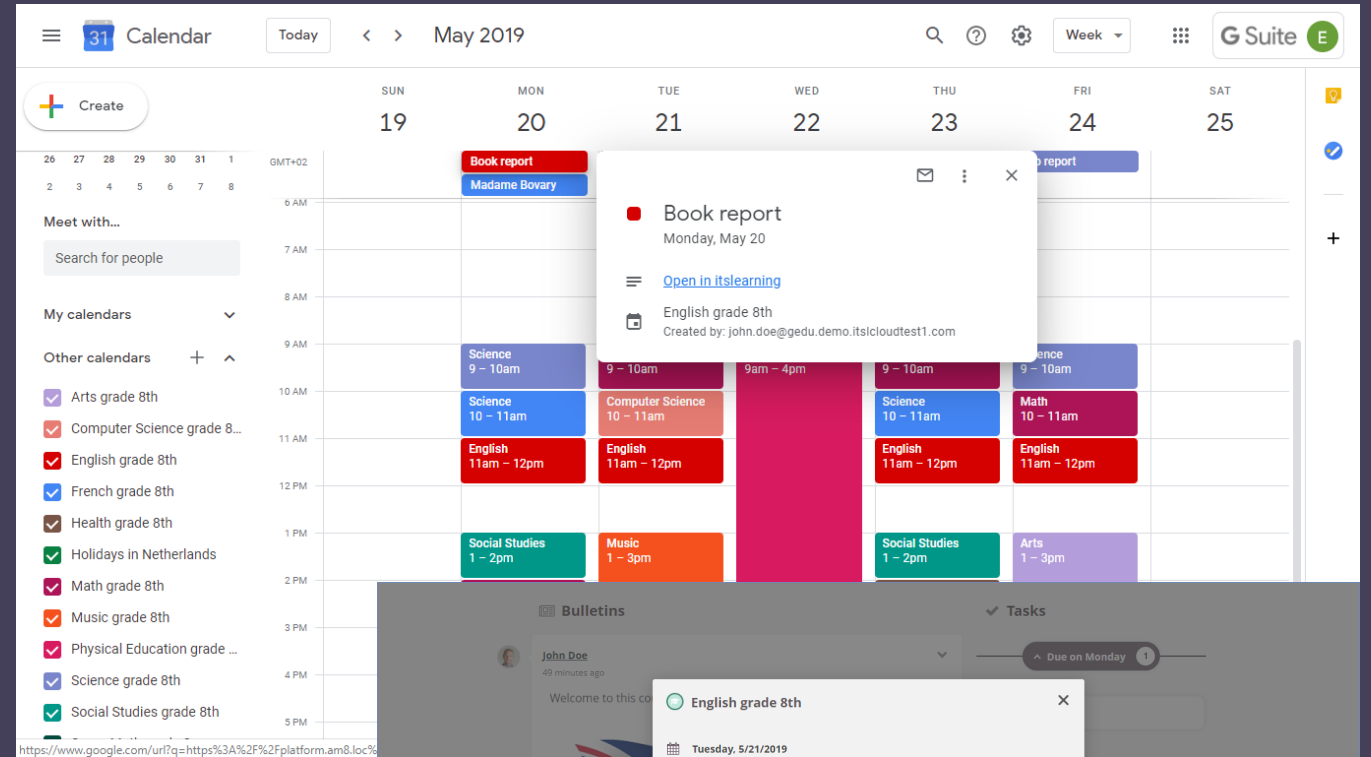 31 Calendar Today May 2019 Week G Suite E
Create
SUN MON TUE WED THU FRI SAT
19 20 21 22 23 24 25
26 27 28 29 30 31 1
2 3 4 5 6 7 8
GMT+02
Book report
Madame Bovary
report
Book report
Monday, May 20
Open in itslearning
English grade 8th
Created by: john.doe@gedu.demo.itslcloudtest1.com
Meet with...
Search for people
My calendars
Other calendars
Arts grade 8th
Computer Science grade 8...
English grade 8th
French grade 8th
Health grade 8th
Holidays in Netherlands
Math grade 8th
Music grade 8th
Physical Education grade ...
Science grade 8th
Social Studies grade 8th
6 AM
7 AM
8 AM
9 AM
10 AM
11 AM
12 PM
1 PM
2 PM
3 PM
4 PM
5 PM
Science
9 – 10am
9 – 10am
9am – 4pm
9 – 10am
ence
9 – 10am
Science
10 – 11am
Computer Science
10 – 11am
Science
10 – 11am
Math
10 – 11am
English
11am – 12pm
English
11am – 12pm
English
11am – 12pm
English
11am – 12pm
Social Studies
1 – 2pm
Music
1 – 3pm
Social Studies
1 – 2pm
Arts
1 – 3pm
Bulletins
John Doe
49 minutes ago
Welcome to this co
Tasks
Due on Monday 1
English grade 8th
Tuesday, 5/21/2019
https://www.google.com/url?q=https%3A%2F%2Fplatform.am8.loc%